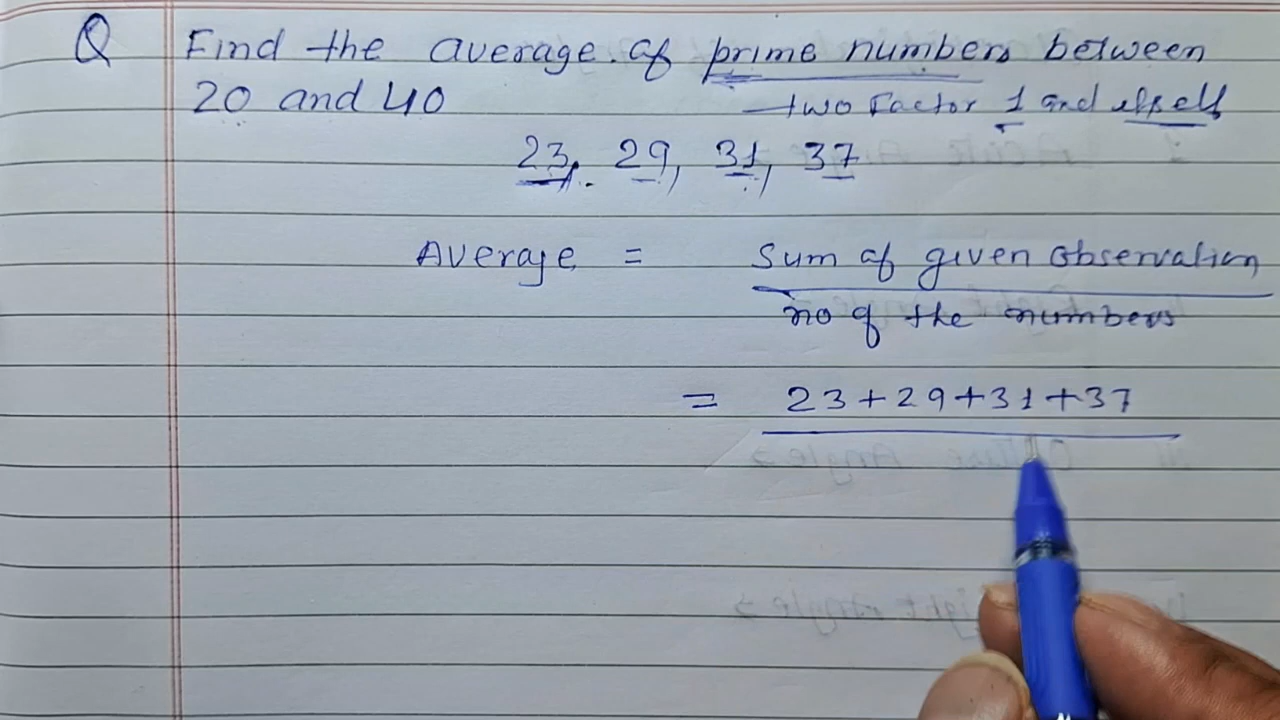 Q Find the average of prime numbers between
20 and 40
two factor 1 and itself
23, 29, 31, 37
Average = Sum of given observation
no of the numbers
= 23+29+31+37